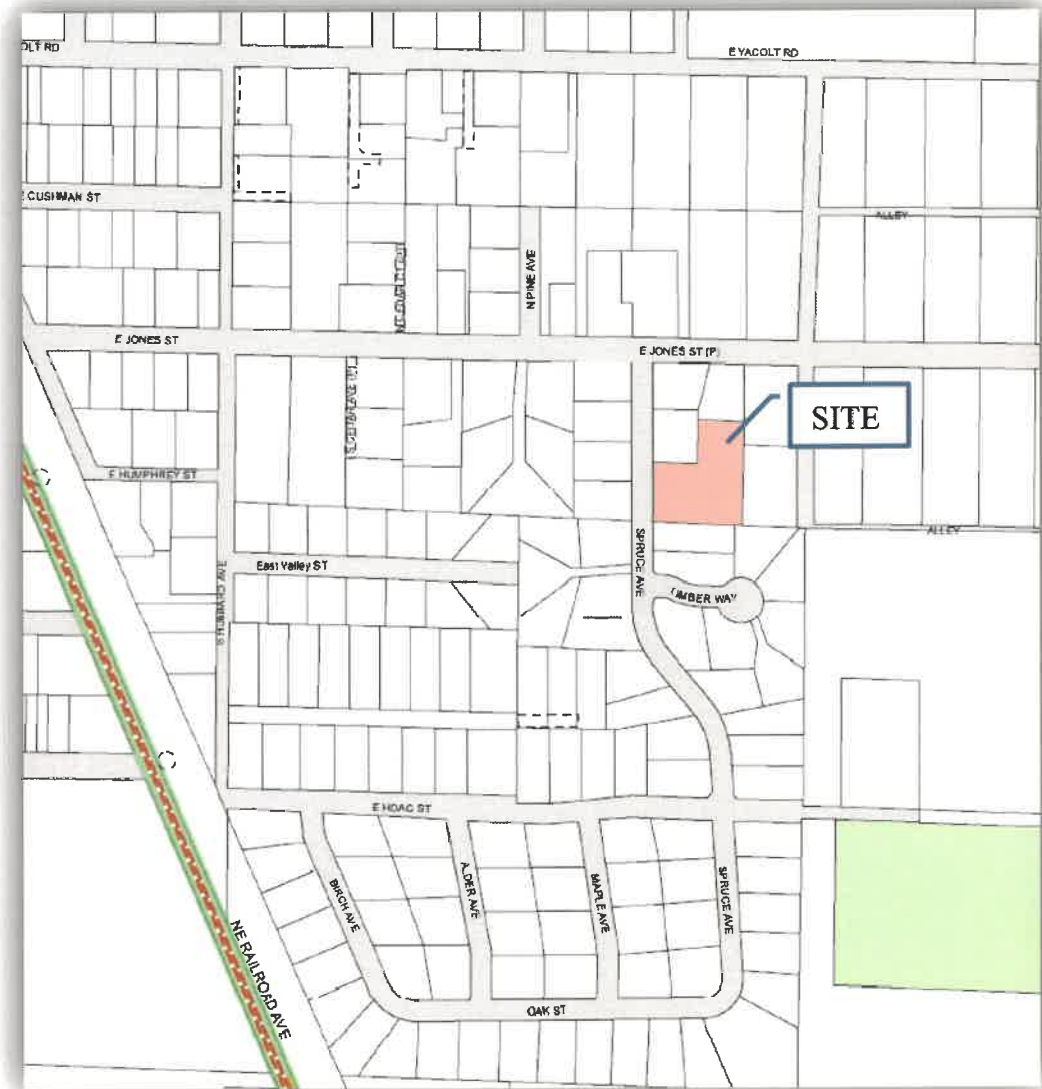 OLT RD
E YACOLT RD
E CUSHMAN ST
ALLEY
N PINE AVE
E JONES ST
E JONES ST (P)
SITE
E HUMPHREY ST
ALLEY
SPRUCE AVE
East Valley ST
TIMBER WAY
E HOAG ST
BIRCH AVE
ALDER AVE
MAPLE AVE
SPRUCE AVE
NE RAILROAD AVE
OAK ST